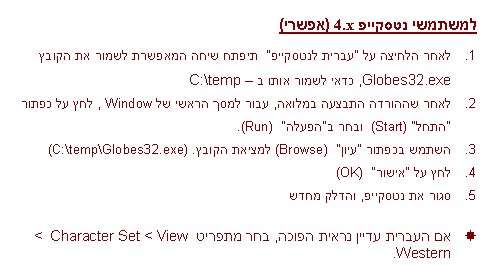 למשתמשי נטסקייפ 4.x (אפשרי)
1. לאחר הלחיצה על "עברית לנטסקייפ" תיפתח שיחה המאפשרת לשמור את הקובץ
Globes32.exe, כדאי לשמור אותו ב – C:\temp
2. לאחר שההורדה התבצעה במלואה, עבור למסך הראשי של Window , לחץ על כפתור
"התחל" (Start) ובחר ב"הפעלה" (Run).
3. השתמש בכפתור "עיון" (Browse) למציאת הקובץ. (C:\temp\Globes32.exe)
4. לחץ על "אישור" (OK)
5. סגור את נטסקייפ, והדלק מחדש
✸ אם העברית עדיין נראית הפוכה, בחר מתפריט Character Set < View >
Western.